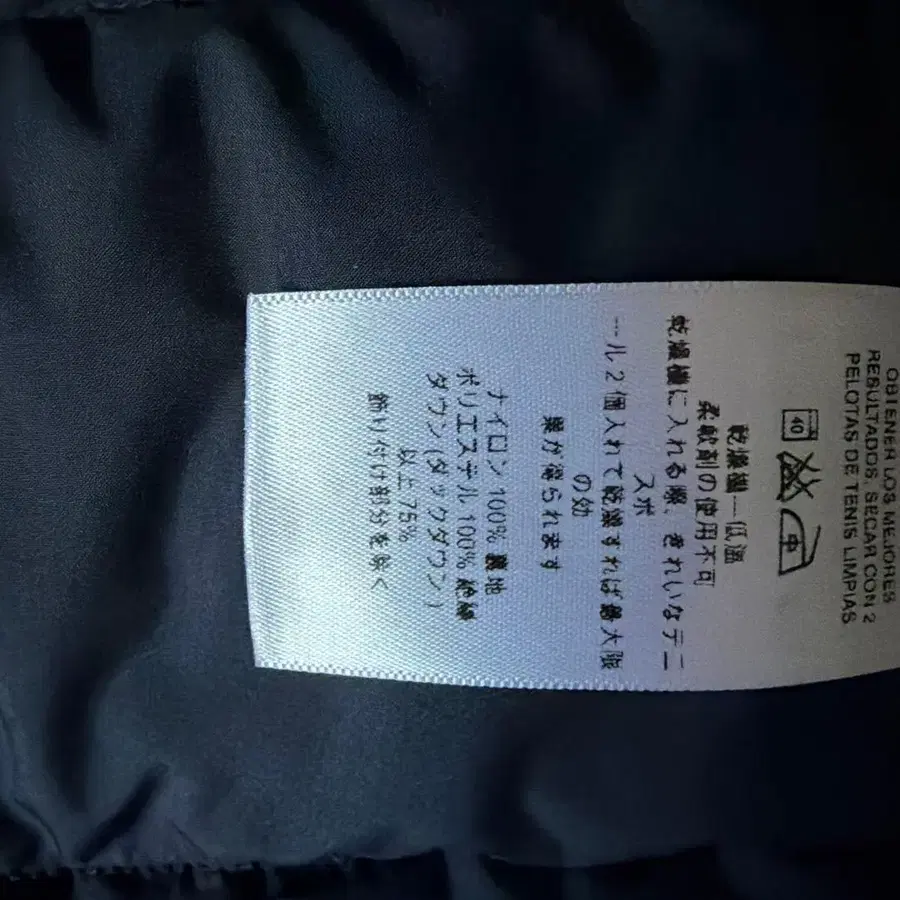 OBTENER LOS MEJORES
RESULTADOS, SECAR CON 2
PELOTAS DE TENIS LIMPIAS
40
乾燥機―低温
柔軟剤の使用不可
乾燥機に入れる際、きれいなテニ
スボ
ール2個入れて乾燥すれば最大限
の効
果が得られます
ナイロン 100% 裏地
ポリエステル 100% 絶縁
ダウン (ダックダウン)
以上 75%
飾り付け部分を除く